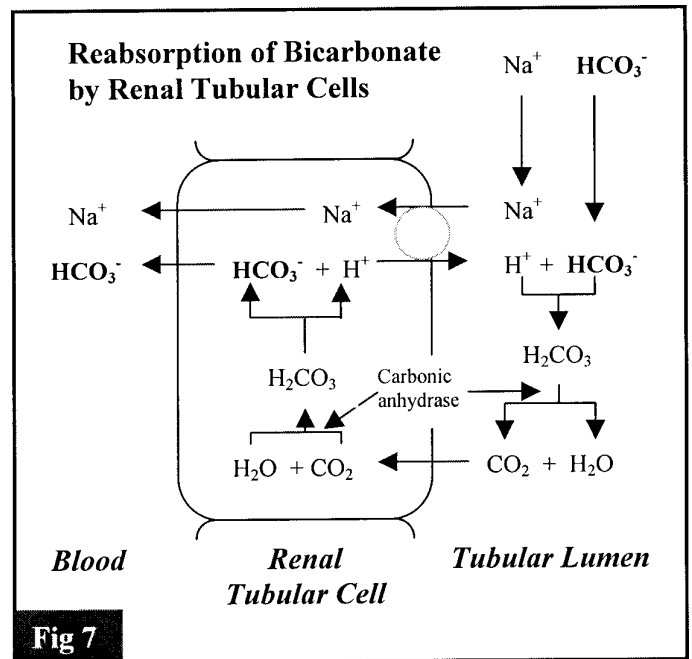 Reabsorption of Bicarbonate
by Renal Tubular Cells
Na⁺ HCO₃⁻
Na⁺ Na⁺ Na⁺
HCO₃⁻ HCO₃⁻ + H⁺ H⁺ + HCO₃⁻
H₂CO₃
H₂CO₃ Carbonic
anhydrase
H₂O + CO₂ CO₂ + H₂O
Blood Renal Tubular Lumen
Tubular Cell
Fig 7